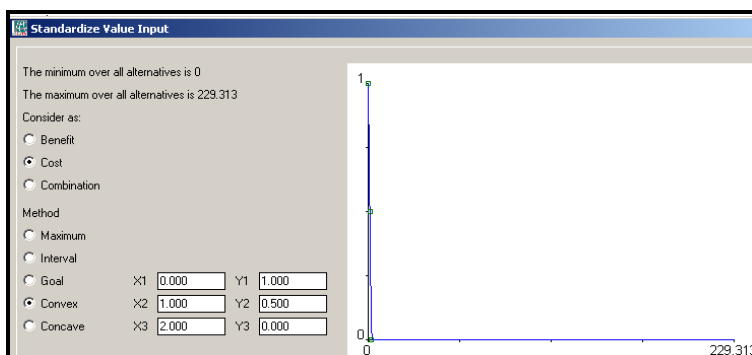 Standardize Value Input
The minimum over all alternatives is 0
The maximum over all alternatives is 229.313
Consider as:
Benefit
Cost
Combination
Method
Maximum
Interval
Goal X1 0.000 Y1 1.000
Convex X2 1.000 Y2 0.500
Concave X3 2.000 Y3 0.000
1
0
0 229.313